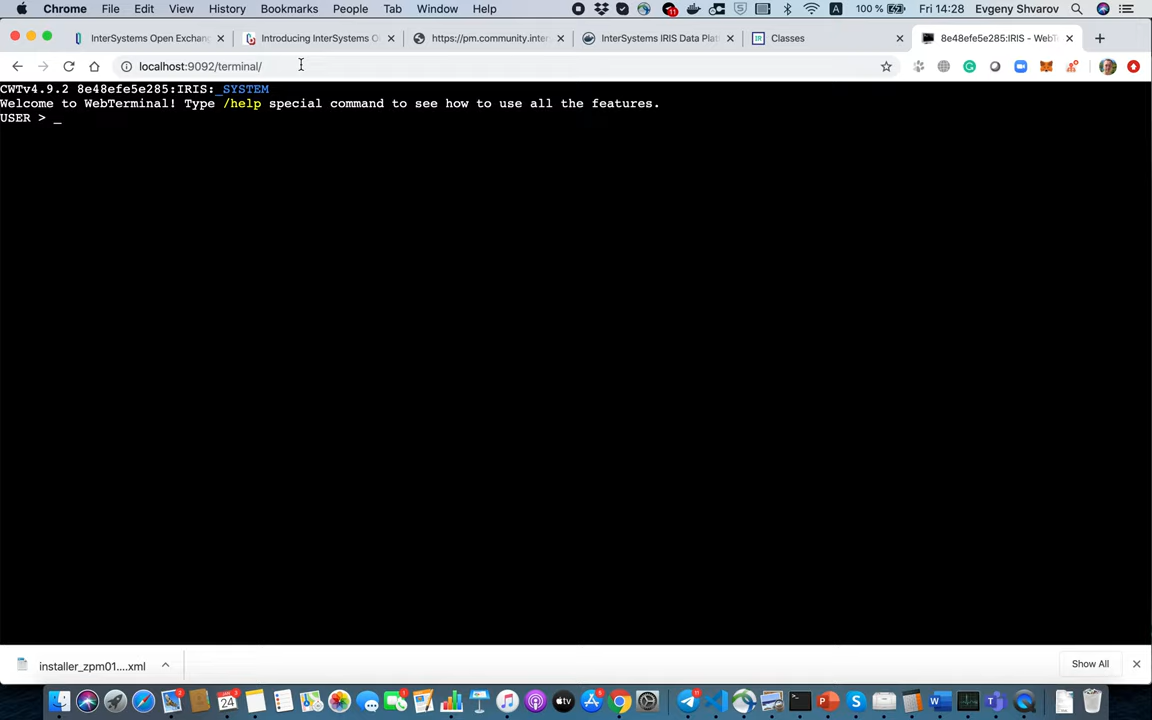 Chrome File Edit View History Bookmarks People Tab Window Help 11 5 A 100 % Fri 14:28 Evgeny Shvarov
InterSystems Open Exchan Introducing InterSystems O https://pm.community.inter InterSystems IRIS Data Plat Classes 8e48efe5e285:IRIS - WebT
localhost:9092/terminal/
CWTv4.9.2 8e48efe5e285:IRIS:_SYSTEM
Welcome to WebTerminal! Type /help special command to see how to use all the features.
USER > _
installer_zpm01....xml Show All